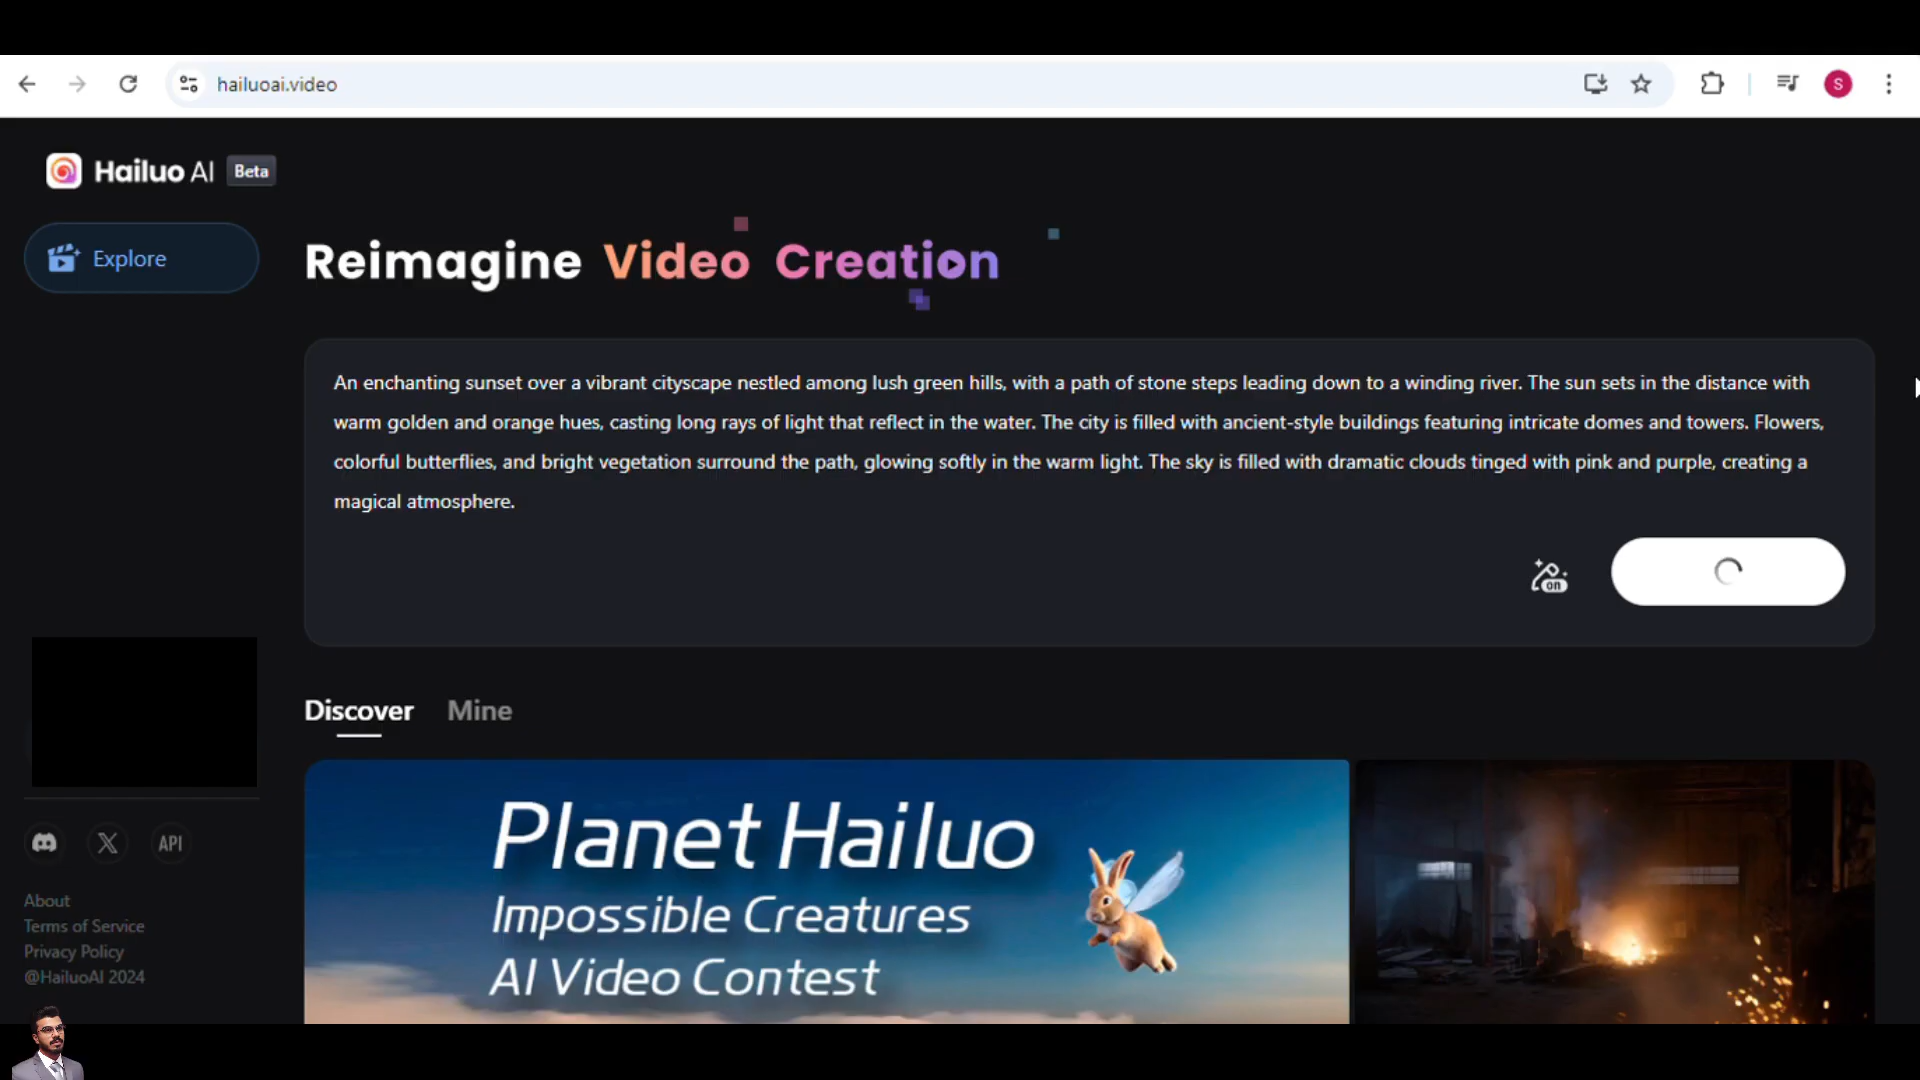 hailuoai.video
S
Hailuo AI Beta
Explore
Reimagine Video Creation
An enchanting sunset over a vibrant cityscape nestled among lush green hills, with a path of stone steps leading down to a winding river. The sun sets in the distance with
warm golden and orange hues, casting long rays of light that reflect in the water. The city is filled with ancient-style buildings featuring intricate domes and towers. Flowers,
colorful butterflies, and bright vegetation surround the path, glowing softly in the warm light. The sky is filled with dramatic clouds tinged with pink and purple, creating a
magical atmosphere.
on
Discover Mine
Planet Hailuo
Impossible Creatures
AI Video Contest
API
About
Terms of Service
Privacy Policy
@HailuoAI 2024